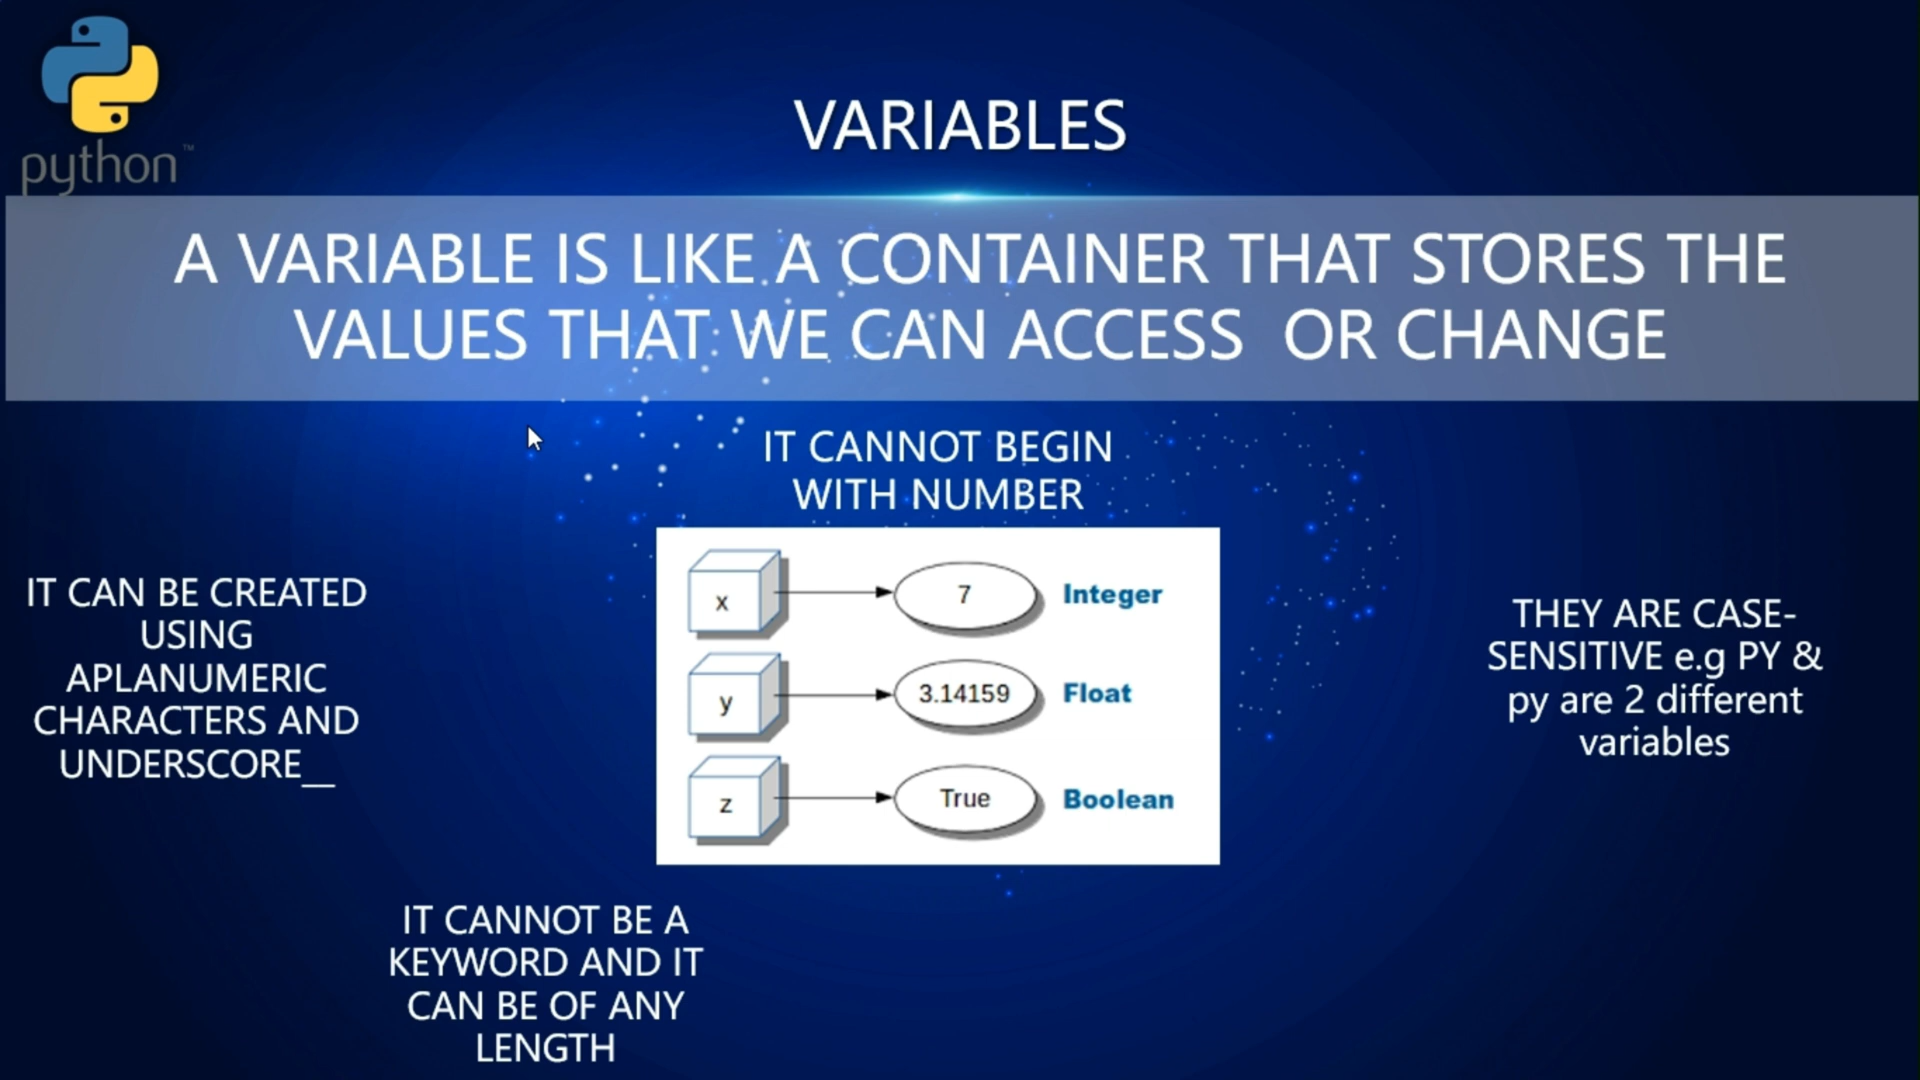 python™
VARIABLES
A VARIABLE IS LIKE A CONTAINER THAT STORES THE
VALUES THAT WE CAN ACCESS OR CHANGE
IT CANNOT BEGIN
WITH NUMBER
IT CAN BE CREATED
USING
APLANUMERIC
CHARACTERS AND
UNDERSCORE__
x 7 Integer
y 3.14159 Float
z True Boolean
THEY ARE CASE-
SENSITIVE e.g PY &
py are 2 different
variables
IT CANNOT BE A
KEYWORD AND IT
CAN BE OF ANY
LENGTH